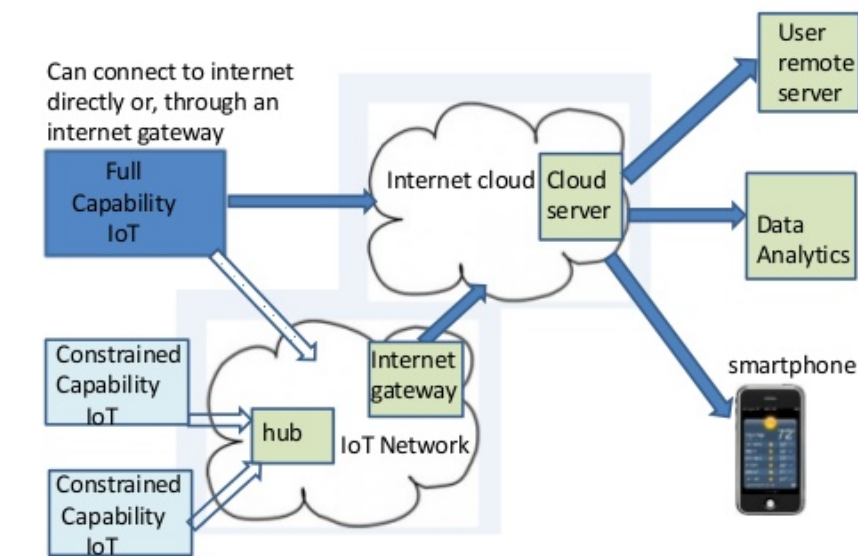 Can connect to internet
directly or, through an
internet gateway
Full
Capability
IoT
Internet cloud
Cloud
server
User
remote
server
Data
Analytics
smartphone
Constrained
Capability
IoT
hub
Internet
gateway
IoT Network
Constrained
Capability
IoT
72°